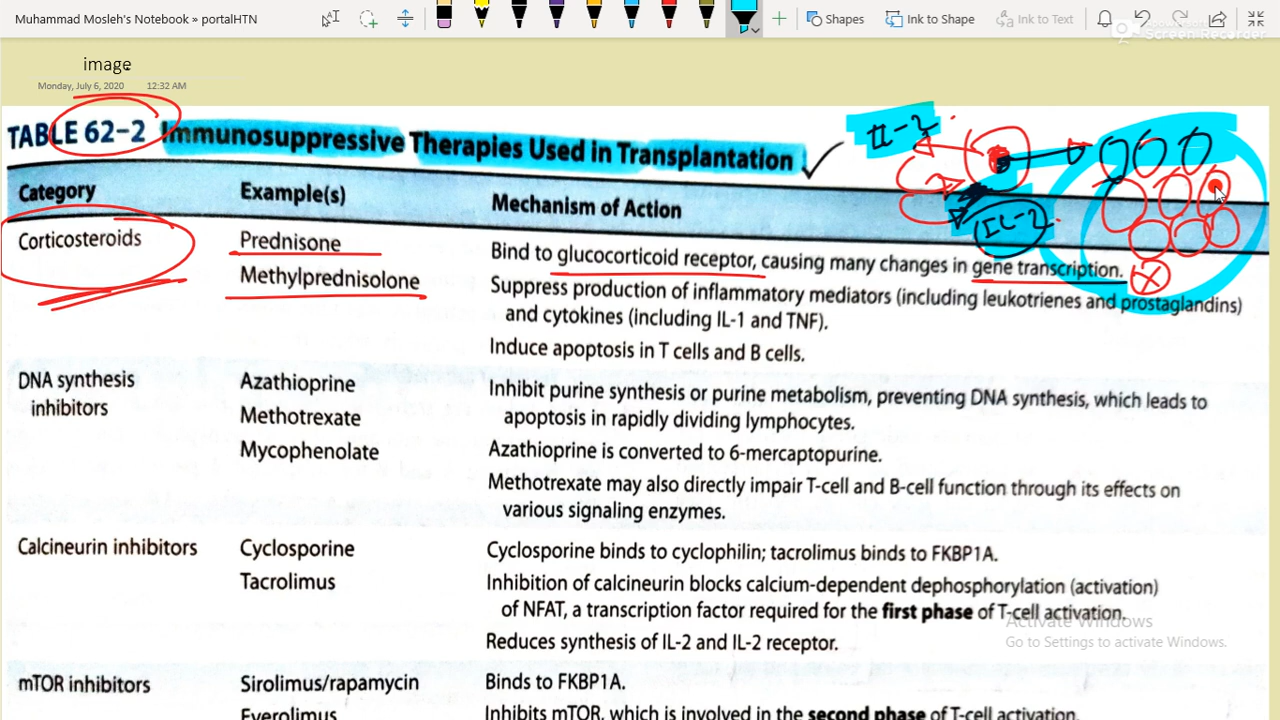 Muhammad Mosleh's Notebook » portalHTN
Shapes
Ink to Shape
Ink to Text
Screen Recorder
image
Monday, July 6, 2020 12:32 AM
TABLE 62-2 Immunosuppressive Therapies Used in Transplantation
IL-2
IL-2
Category Example(s) Mechanism of Action
Corticosteroids Prednisone Bind to glucocorticoid receptor, causing many changes in gene transcription.
Methylprednisolone Suppress production of inflammatory mediators (including leukotrienes and prostaglandins)
and cytokines (including IL-1 and TNF).
Induce apoptosis in T cells and B cells.
DNA synthesis Azathioprine Inhibit purine synthesis or purine metabolism, preventing DNA synthesis, which leads to
inhibitors Methotrexate apoptosis in rapidly dividing lymphocytes.
Mycophenolate Azathioprine is converted to 6-mercaptopurine.
Methotrexate may also directly impair T-cell and B-cell function through its effects on
various signaling enzymes.
Calcineurin inhibitors Cyclosporine Cyclosporine binds to cyclophilin; tacrolimus binds to FKBP1A.
Tacrolimus Inhibition of calcineurin blocks calcium-dependent dephosphorylation (activation)
of NFAT, a transcription factor required for the first phase of T-cell activation.
Reduces synthesis of IL-2 and IL-2 receptor.
Activate Windows
Go to Settings to activate Windows.
mTOR inhibitors Sirolimus/rapamycin Binds to FKBP1A.
Everolimus Inhibits mTOR, which is involved in the second phase of T-cell activation.